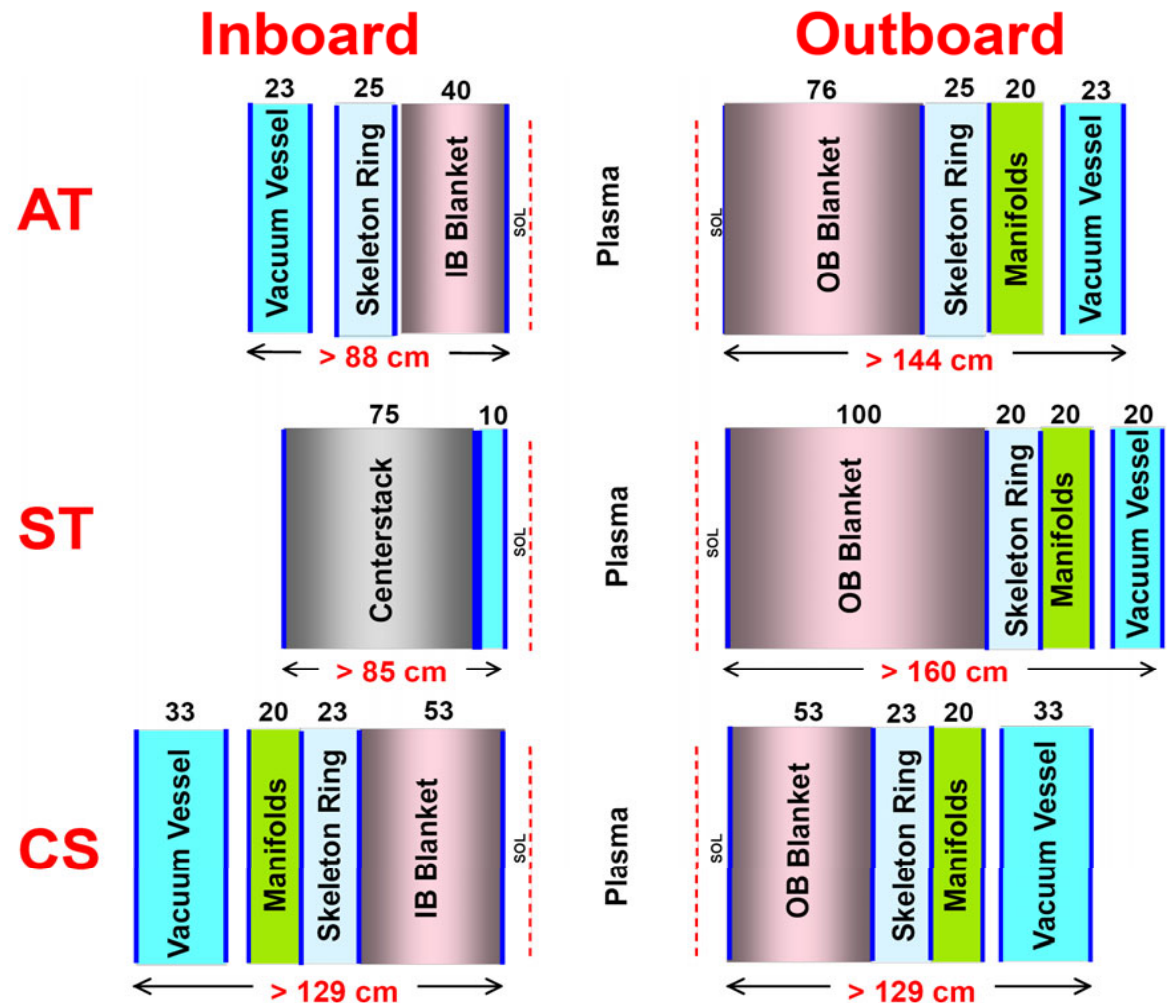 Inboard Outboard
AT
23 25 40
Vacuum Vessel
Skeleton Ring
IB Blanket
SOL
> 88 cm
Plasma
76 25 20 23
SOL
OB Blanket
Skeleton Ring
Manifolds
Vacuum Vessel
> 144 cm
ST
75 10
Centerstack
SOL
> 85 cm
Plasma
100 20 20 20
SOL
OB Blanket
Skeleton Ring
Manifolds
Vacuum Vessel
> 160 cm
CS
33 20 23 53
Vacuum Vessel
Manifolds
Skeleton Ring
IB Blanket
SOL
> 129 cm
Plasma
53 23 20 33
SOL
OB Blanket
Skeleton Ring
Manifolds
Vacuum Vessel
> 129 cm